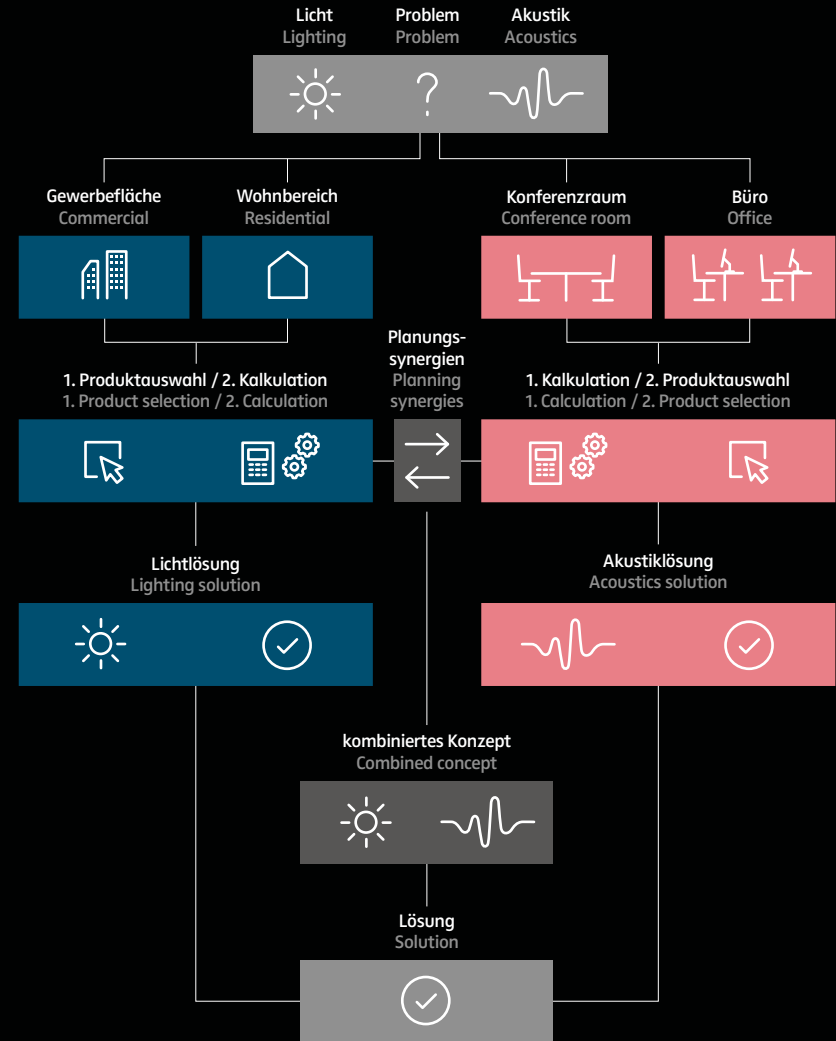 Licht
Lighting
Problem
Problem
Akustik
Acoustics
?
Gewerbefläche
Commercial
Wohnbereich
Residential
Konferenzraum
Conference room
Büro
Office
Planungs-
synergien
Planning
synergies
1. Produktauswahl / 2. Kalkulation
1. Product selection / 2. Calculation
1. Kalkulation / 2. Produktauswahl
1. Calculation / 2. Product selection
Lichtlösung
Lighting solution
Akustiklösung
Acoustics solution
kombiniertes Konzept
Combined concept
Lösung
Solution